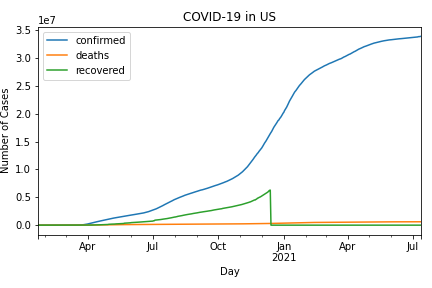 COVID-19 in US
1e7
confirmed
deaths
recovered
3.5
3.0
2.5
2.0
1.5
1.0
0.5
0.0
Number of Cases
Apr
Jul
Oct
Jan
2021
Apr
Jul
Day